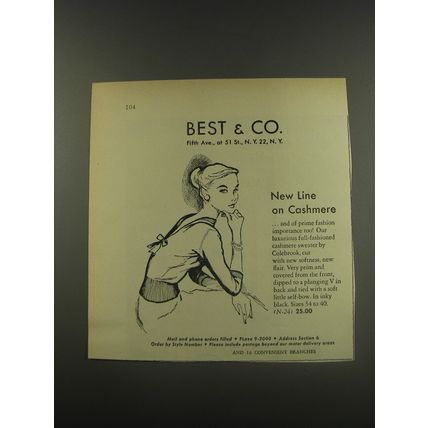 104
BEST & CO.
Fifth Ave., at 51 St., N. Y. 22, N. Y.
New Line
on Cashmere
... and of prime fashion
importance too! Our
luxurious full-fashioned
cashmere sweater by
Colebrook, cut
with new softness, new
flair. Very prim and
covered from the front,
dipped to a plunging V in
back and tied with a soft
little self-bow. In inky
black. Sizes 34 to 40.
(N-24) 25.00
Mail and phone orders filled • PLaza 9-2000 • Address Section 6
Order by Style Number • Please include postage beyond our motor delivery areas
AND 16 CONVENIENT BRANCHES